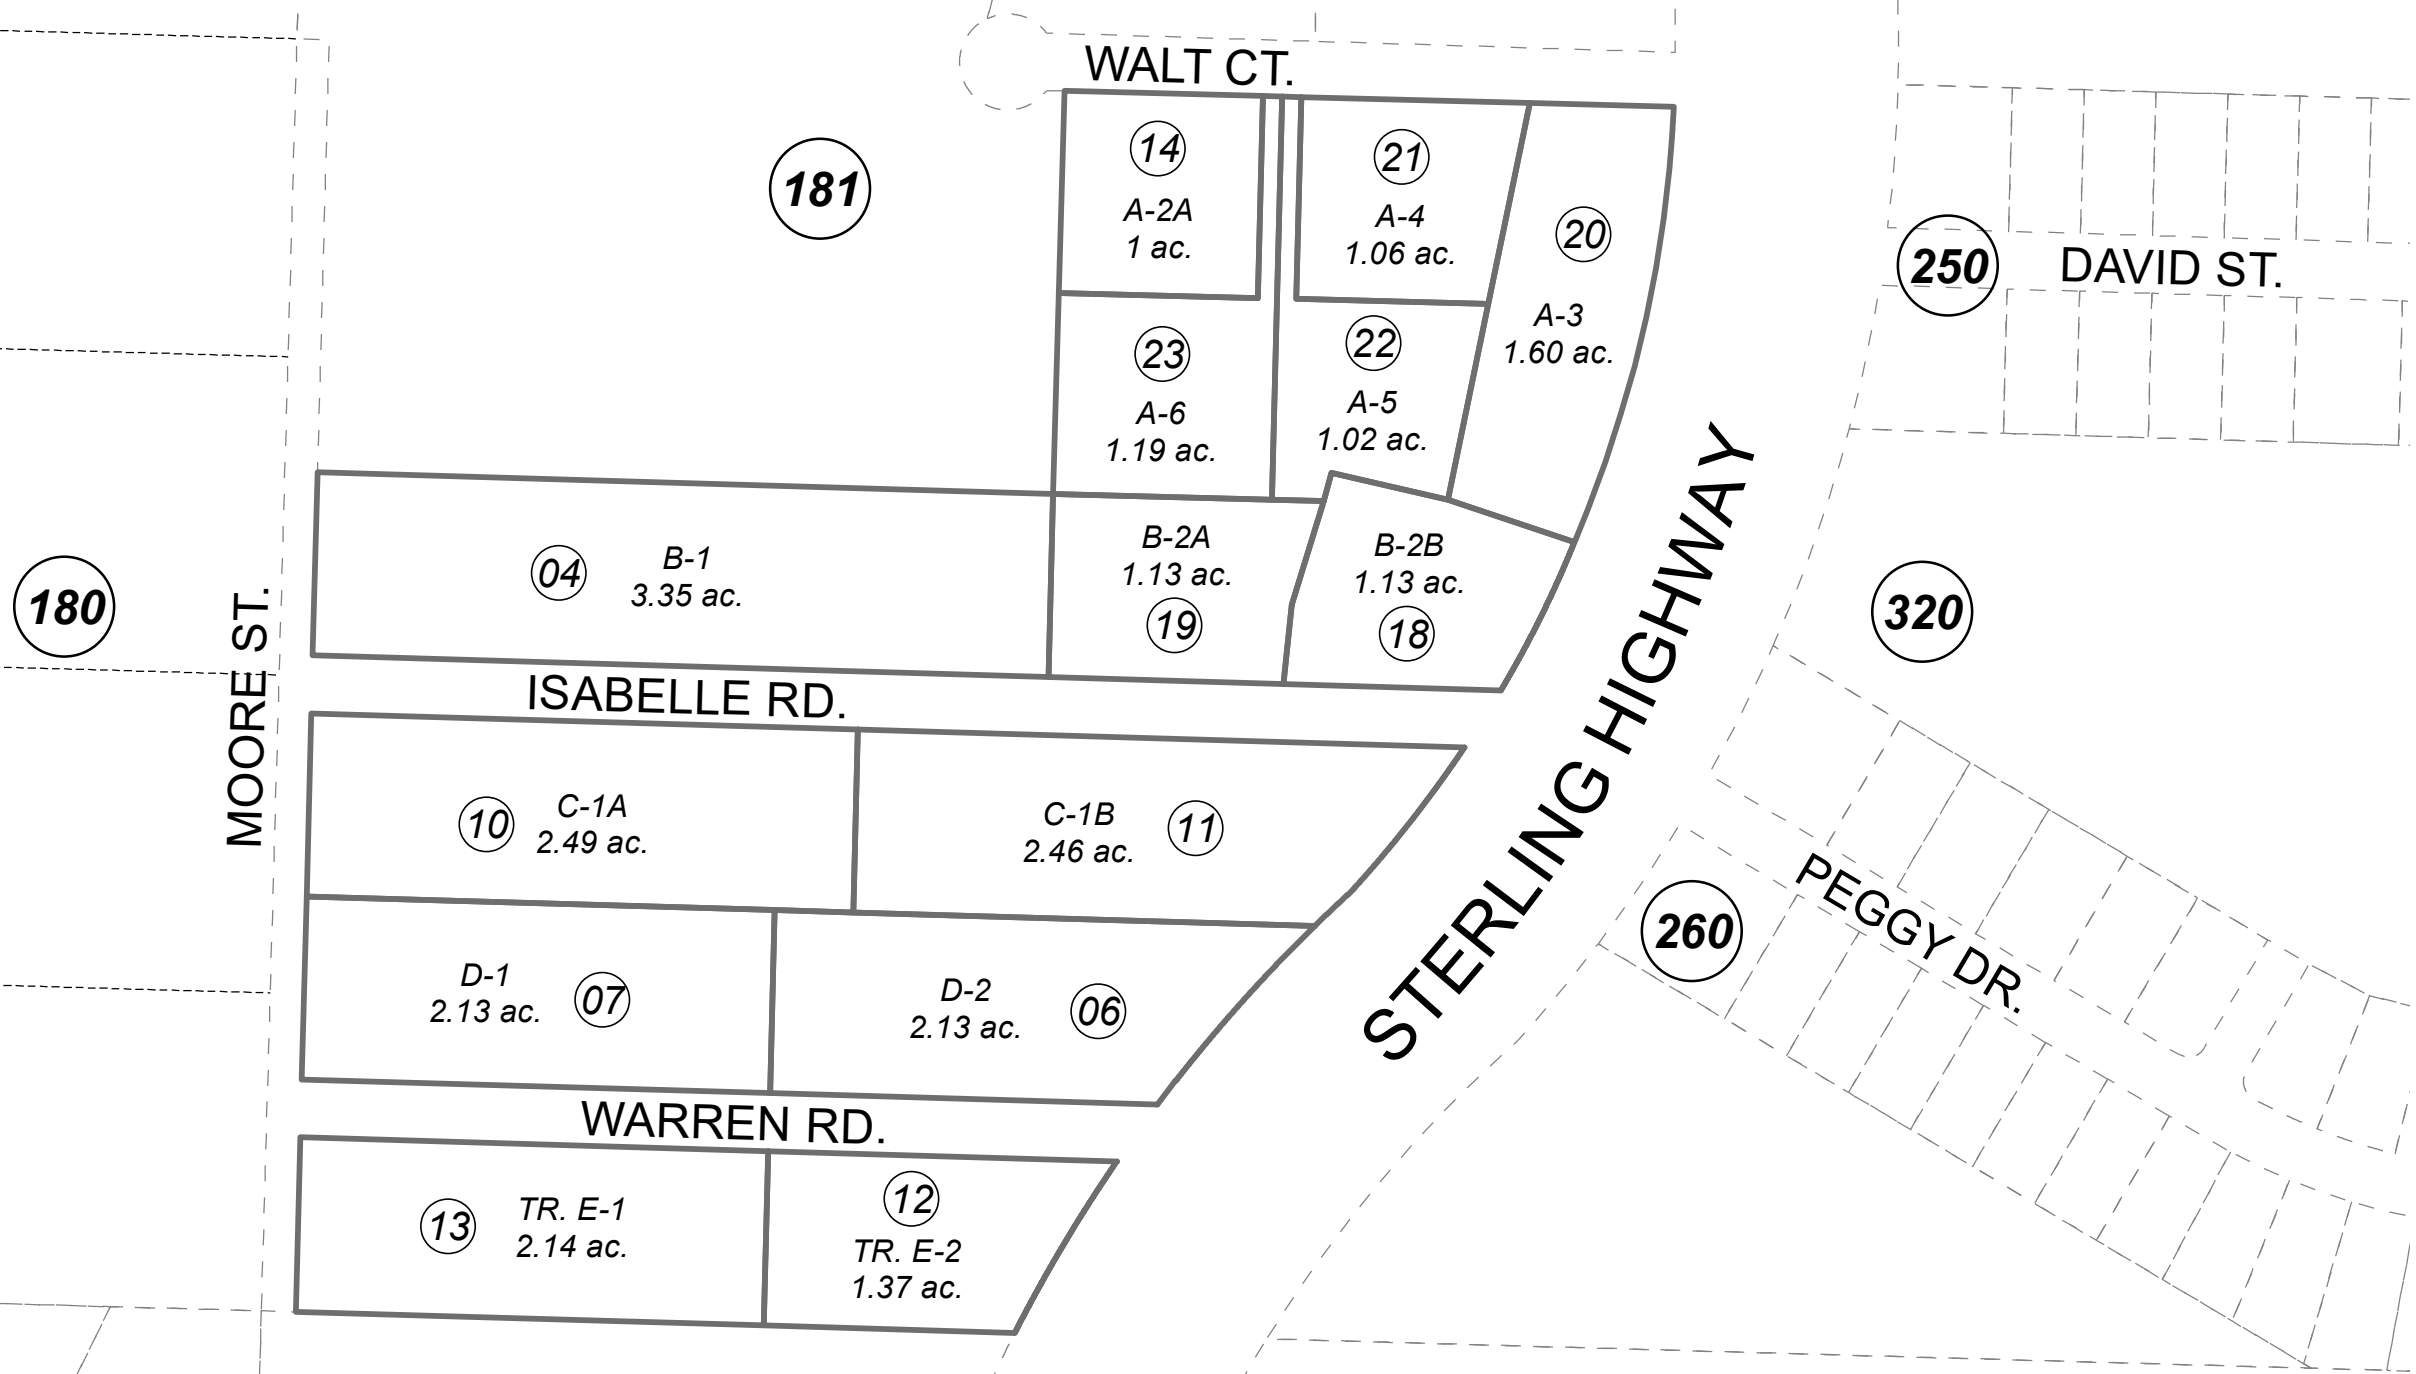 WALT CT.
14
A-2A
1 ac.
21
A-4
1.06 ac.
20
A-3
1.60 ac.
181
250
DAVID ST.
23
A-6
1.19 ac.
22
A-5
1.02 ac.
180
MOORE ST.
04
B-1
3.35 ac.
B-2A
1.13 ac.
19
B-2B
1.13 ac.
18
STERLING HIGHWAY
320
ISABELLE RD.
10
C-1A
2.49 ac.
C-1B
2.46 ac.
11
260
PEGGY DR.
D-1
2.13 ac.
07
D-2
2.13 ac.
06
WARREN RD.
13
TR. E-1
2.14 ac.
12
TR. E-2
1.37 ac.